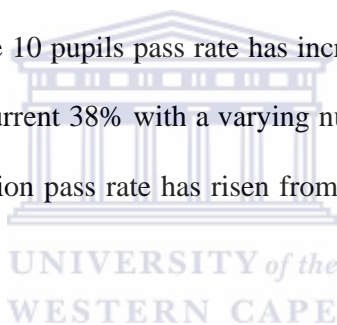 e 10 pupils pass rate has incr
urrent 38% with a varying nu
ion pass rate has risen from
UNIVERSITY of the
WESTERN CAPE